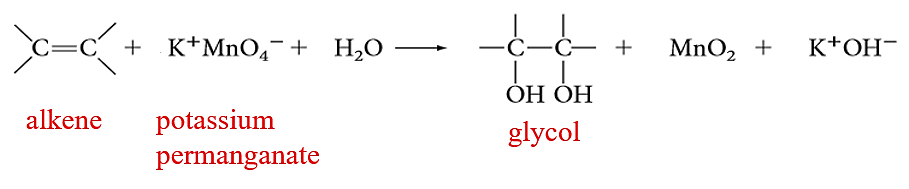 C=C + K⁺MnO₄⁻ + H₂O ⟶ —C—C— + MnO₂ + K⁺OH⁻
OH OH
alkene potassium permanganate glycol